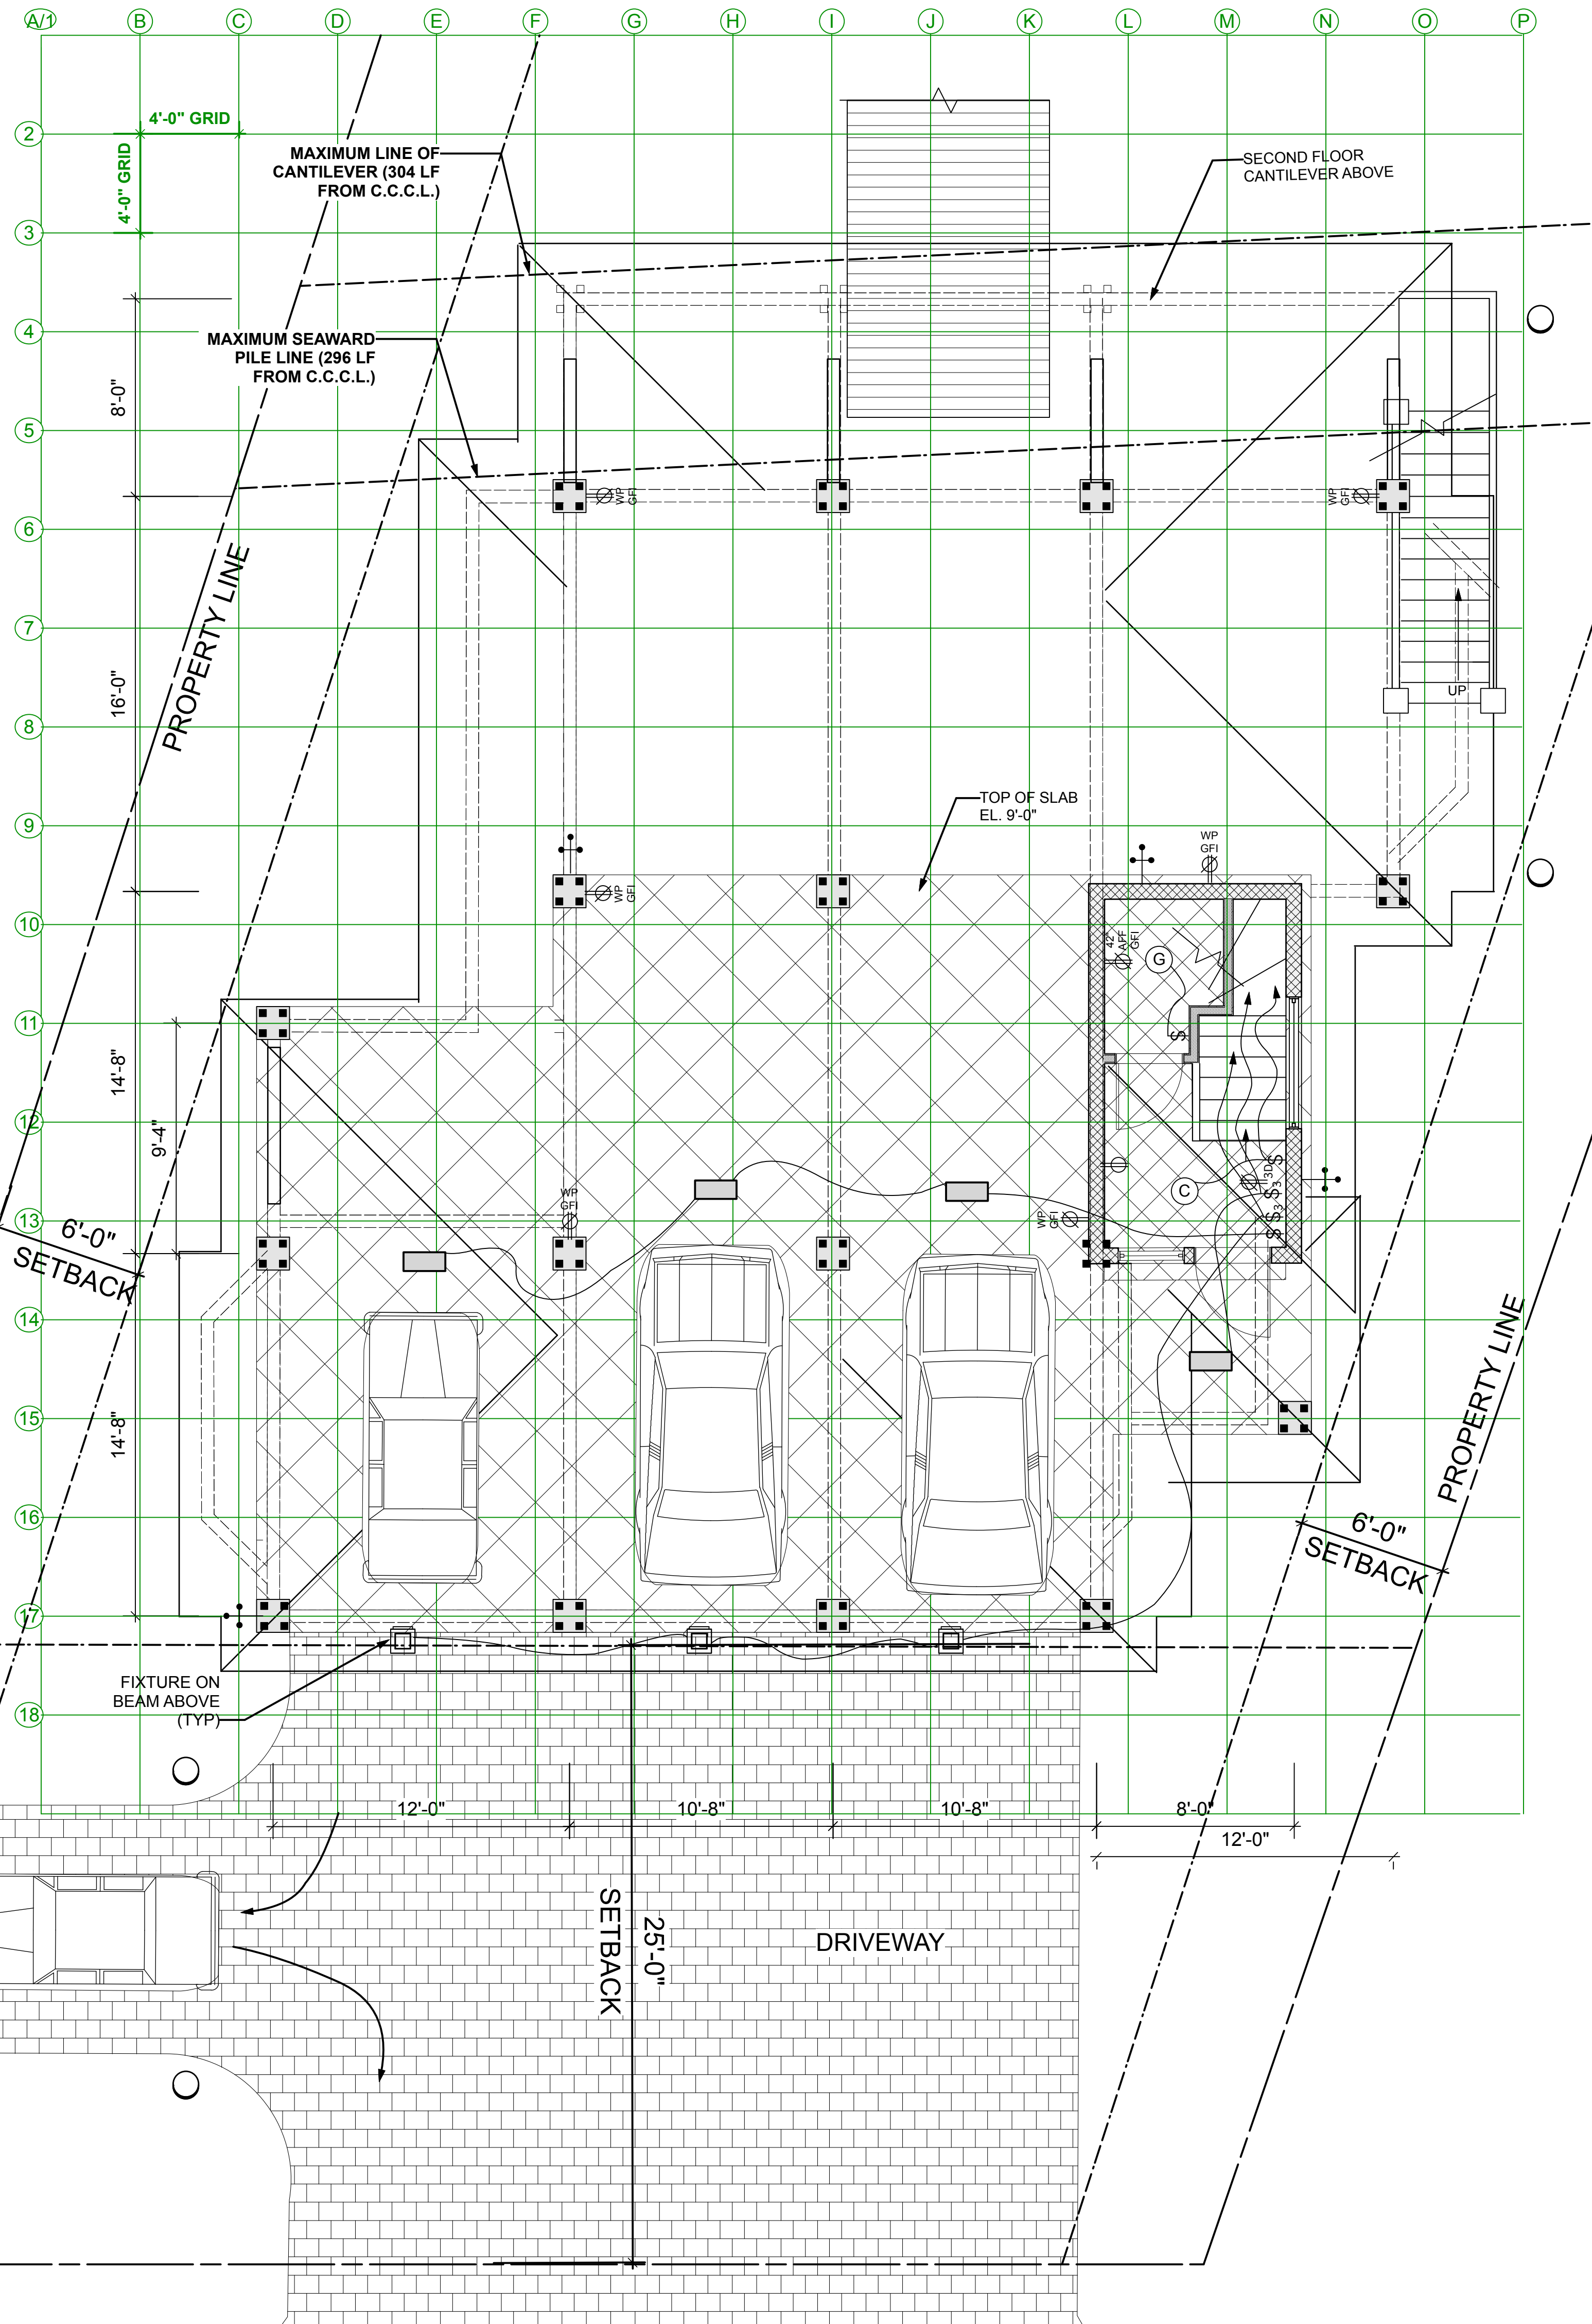 A/1 B C D E F G H I J K L M N O P
2
4'-0" GRID
4'-0" GRID
MAXIMUM LINE OF
CANTILEVER (304 LF
FROM C.C.C.L.)
SECOND FLOOR
CANTILEVER ABOVE
3
4
MAXIMUM SEAWARD
PILE LINE (296 LF
FROM C.C.C.L.)
8'-0"
5
WP
GFI
WP
GFI
6
PROPERTY LINE
7
16'-0"
UP
8
TOP OF SLAB
EL. 9'-0"
9
WP
GFI
WP
GFI
10
42"
AFF
GFI
G
11
S
14'-8"
9'-4"
12
S
3D
C
S
3
S
3
S
WP
GFI
WP
GFI
13
6'-0"
SETBACK
14
PROPERTY LINE
15
14'-8"
16
6'-0"
SETBACK
17
FIXTURE ON
BEAM ABOVE
(TYP)
18
12'-0" 10'-8" 10'-8" 8'-0"
12'-0"
25'-0"
SETBACK
DRIVEWAY